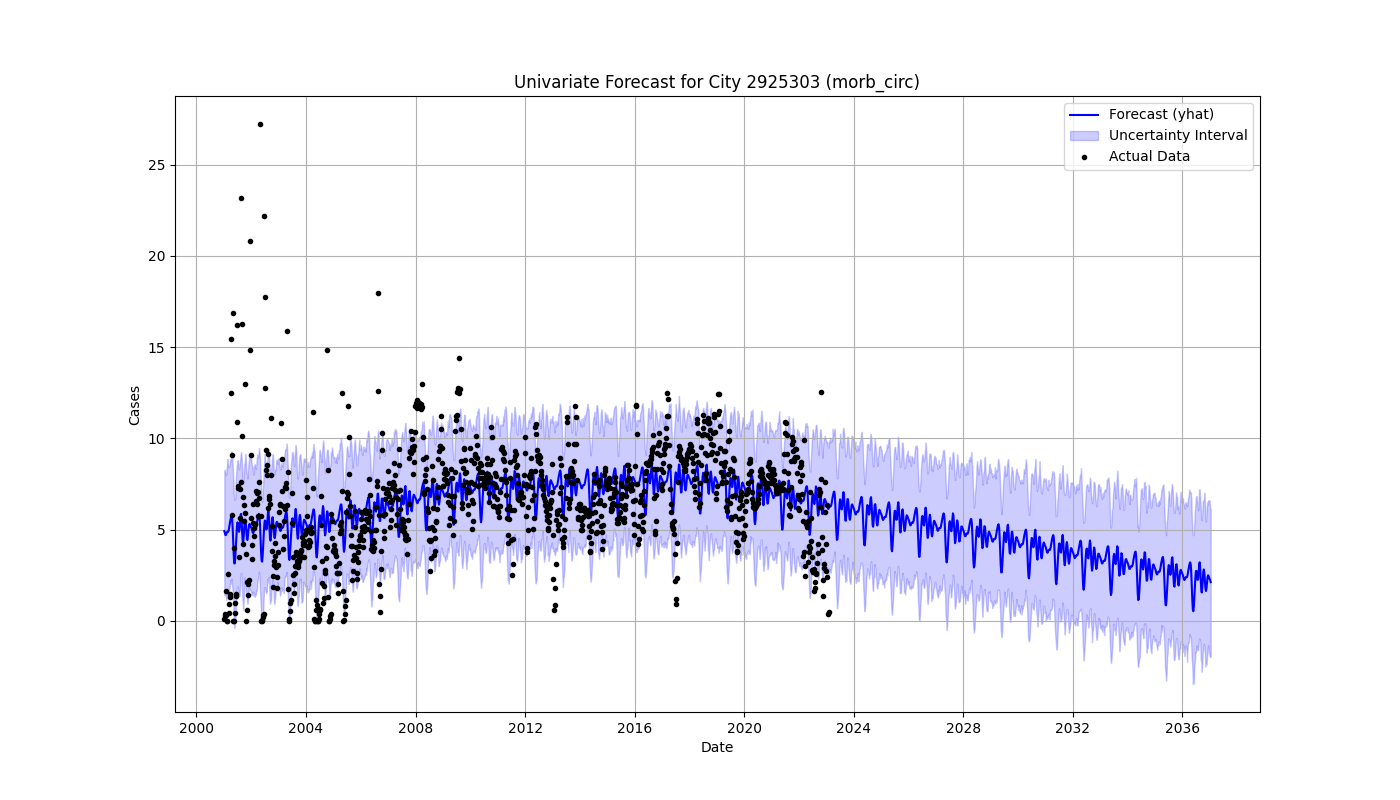 Univariate Forecast for City 2925303 (morb_circ)
Forecast (yhat)
Uncertainty Interval
Actual Data
Cases
25
20
15
10
5
0
2000 2004 2008 2012 2016 2020 2024 2028 2032 2036
Date